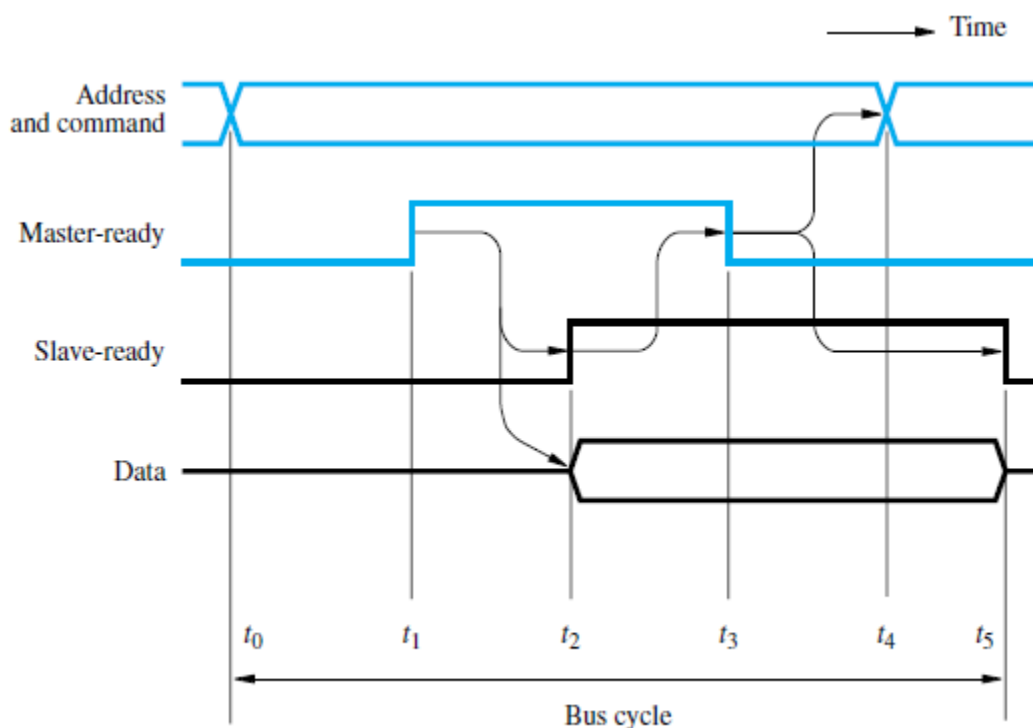 Time
Address
and command
Master-ready
Slave-ready
Data
t0
t1
t2
t3
t4
t5
Bus cycle